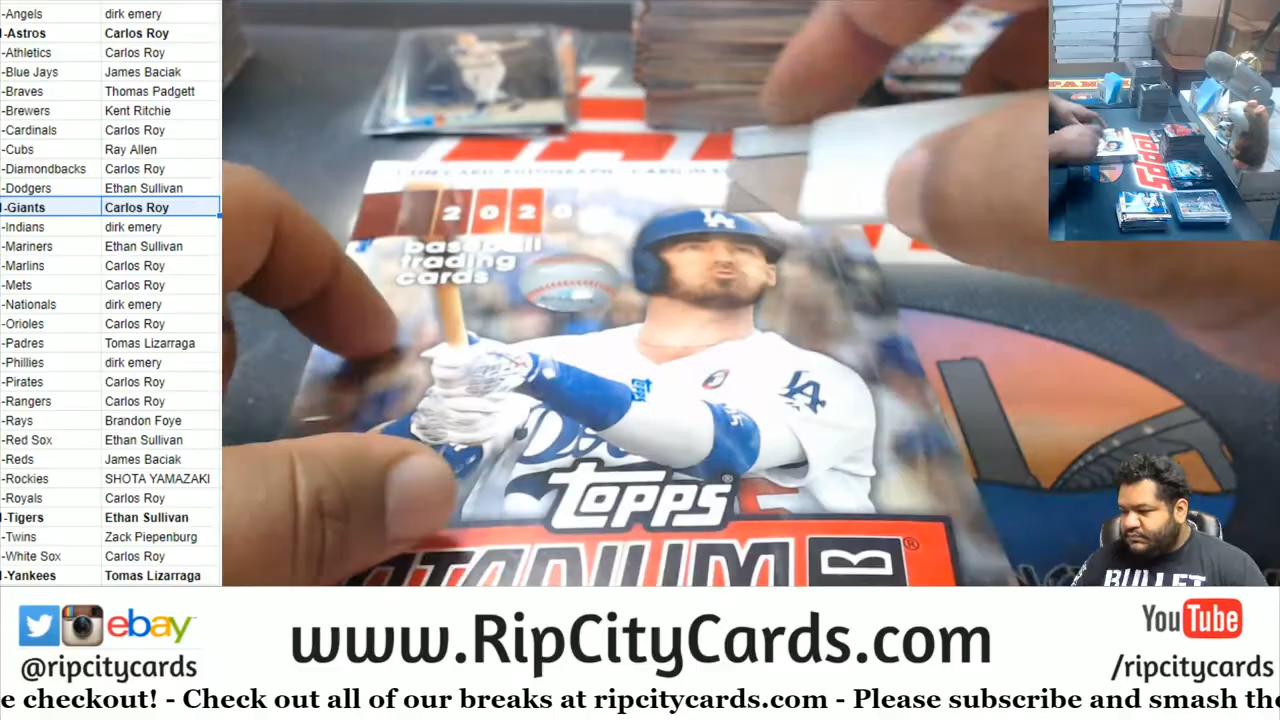 -Angels dirk emery
-Astros Carlos Roy
-Athletics Carlos Roy
-Blue Jays James Baciak
-Braves Thomas Padgett
-Brewers Kent Ritchie
-Cardinals Carlos Roy
-Cubs Ray Allen
-Diamondbacks Carlos Roy
-Dodgers Ethan Sullivan
-Giants Carlos Roy
-Indians dirk emery
-Mariners Ethan Sullivan
-Marlins Carlos Roy
-Mets Carlos Roy
-Nationals dirk emery
-Orioles Carlos Roy
-Padres Tomas Lizarraga
-Phillies dirk emery
-Pirates Carlos Roy
-Rangers Carlos Roy
-Rays Brandon Foye
-Red Sox Ethan Sullivan
-Reds James Baciak
-Rockies SHOTA YAMAZAKI
-Royals Carlos Roy
-Tigers Ethan Sullivan
-Twins Zack Piepenburg
-White Sox Carlos Roy
-Yankees Tomas Lizarraga
2020
baseball
trading
cards
LA
LA
TOPPS®
TOPPS
BULLET
ebay
@ripcitycards
www.RipCityCards.com
YouTube
/ripcitycards
e checkout! - Check out all of our breaks at ripcitycards.com - Please subscribe and smash the